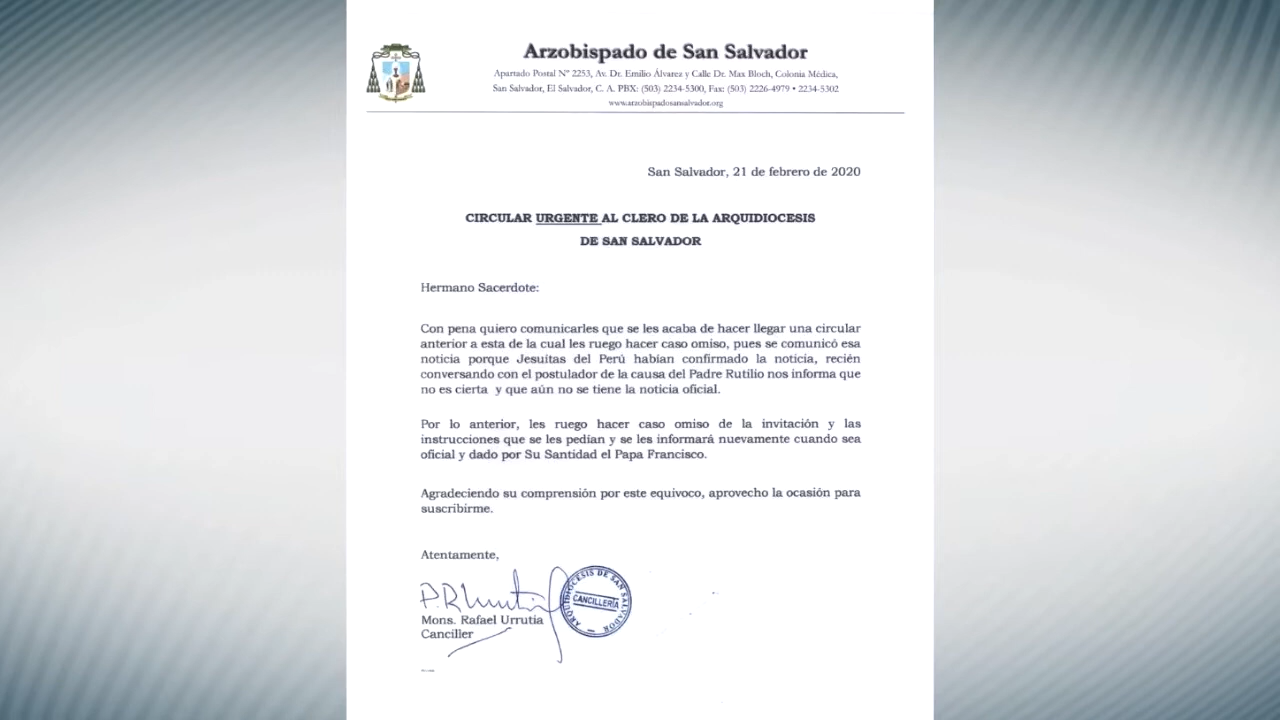 Arzobispado de San Salvador
Apartado Postal Nº 2253, Av. Dr. Emilio Álvarez y Calle Dr. Max Bloch, Colonia Médica,
San Salvador, El Salvador, C. A. PBX: (503) 2234-5300, Fax: (503) 2226-4979 • 2234-5302
www.arzobispadosansalvador.org
San Salvador, 21 de febrero de 2020
CIRCULAR URGENTE AL CLERO DE LA ARQUIDIOCESIS
DE SAN SALVADOR
Hermano Sacerdote:
Con pena quiero comunicarles que se les acaba de hacer llegar una circular
anterior a esta de la cual les ruego hacer caso omiso, pues se comunicó esa
noticia porque Jesuitas del Perú habían confirmado la noticia, recién
conversando con el postulador de la causa del Padre Rutilio nos informa que
no es cierta y que aún no se tiene la noticia oficial.
Por lo anterior, les ruego hacer caso omiso de la invitación y las
instrucciones que se les pedían y se les informará nuevamente cuando sea
oficial y dado por Su Santidad el Papa Francisco.
Agradeciendo su comprensión por este equivoco, aprovecho la ocasión para
suscribirme.
Atentamente,
Mons. Rafael Urrutia
Canciller
ARQUIDIOCESIS DE SAN SALVADOR
CANCILLERIA